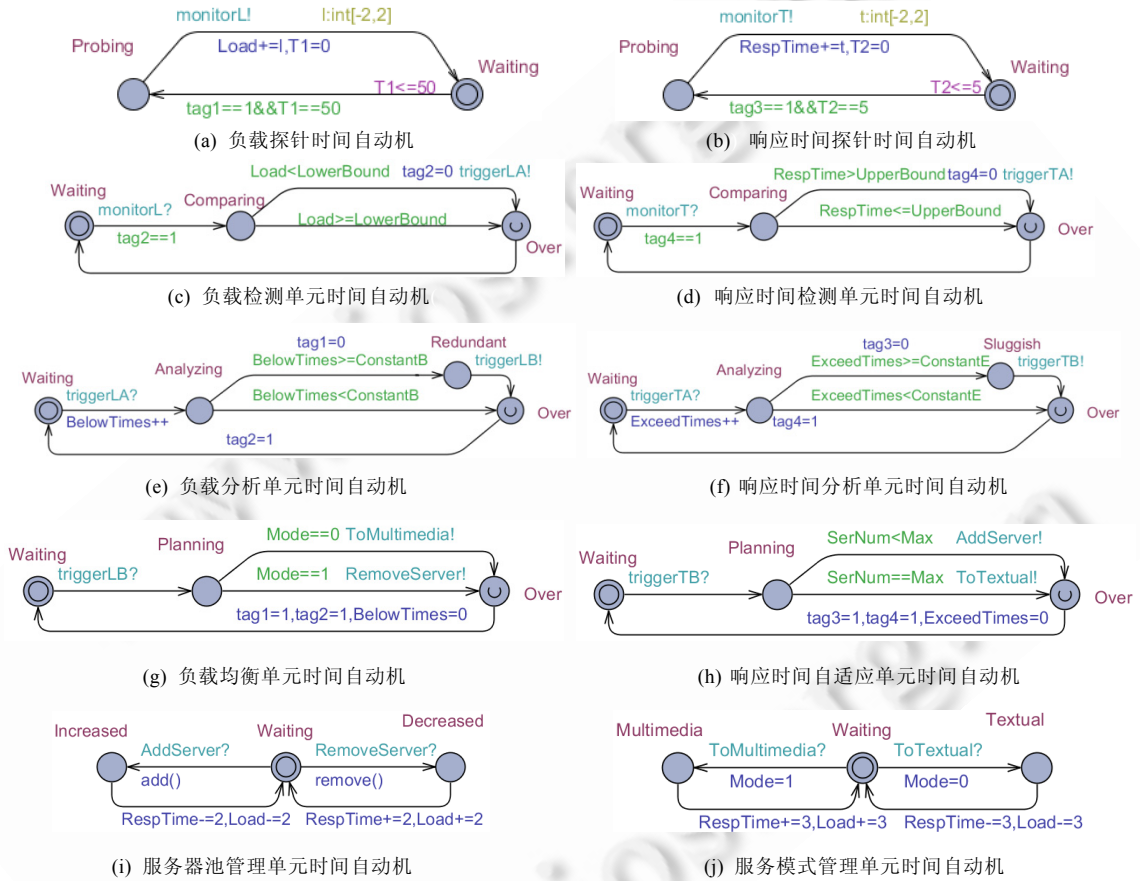 monitorL! l:int[-2,2]
Probing Load+=l,T1=0 Waiting
T1<=50
tag1==1&&T1==50
(a) 负载探针时间自动机
monitorT! t:int[-2,2]
Probing RespTime+=t,T2=0 Waiting
T2<=5
tag3==1&&T2==5
(b) 响应时间探针时间自动机
Load<LowerBound tag2=0 triggerLA!
Waiting monitorL? Comparing
Load>=LowerBound
tag2==1 Over
(c) 负载检测单元时间自动机
RespTime>UpperBound tag4=0 triggerTA!
Waiting monitorT? Comparing
RespTime<=UpperBound
tag4==1 Over
(d) 响应时间检测单元时间自动机
tag1=0 Redundant
BelowTimes>=ConstantB triggerLB!
Waiting Analyzing
triggerLA? BelowTimes<ConstantB
BelowTimes++ Over
tag2=1
(e) 负载分析单元时间自动机
tag3=0 Sluggish
ExceedTimes>=ConstantE triggerTB!
Waiting Analyzing
triggerTA? ExceedTimes<ConstantE
ExceedTimes++ tag4=1 Over
(f) 响应时间分析单元时间自动机
Mode==0 ToMultimedia!
Waiting Planning
triggerLB? Mode==1 RemoveServer!
Over
tag1=1,tag2=1,BelowTimes=0
(g) 负载均衡单元时间自动机
SerNum<Max AddServer!
Waiting Planning
triggerTB? SerNum==Max ToTextual!
Over
tag3=1,tag4=1,ExceedTimes=0
(h) 响应时间自适应单元时间自动机
Increased Waiting Decreased
AddServer? RemoveServer?
add() remove()
RespTime-=2,Load-=2 RespTime+=2,Load+=2
(i) 服务器池管理单元时间自动机
Multimedia Waiting Textual
ToMultimedia? ToTextual?
Mode=1 Mode=0
RespTime+=3,Load+=3 RespTime-=3,Load-=3
(j) 服务模式管理单元时间自动机